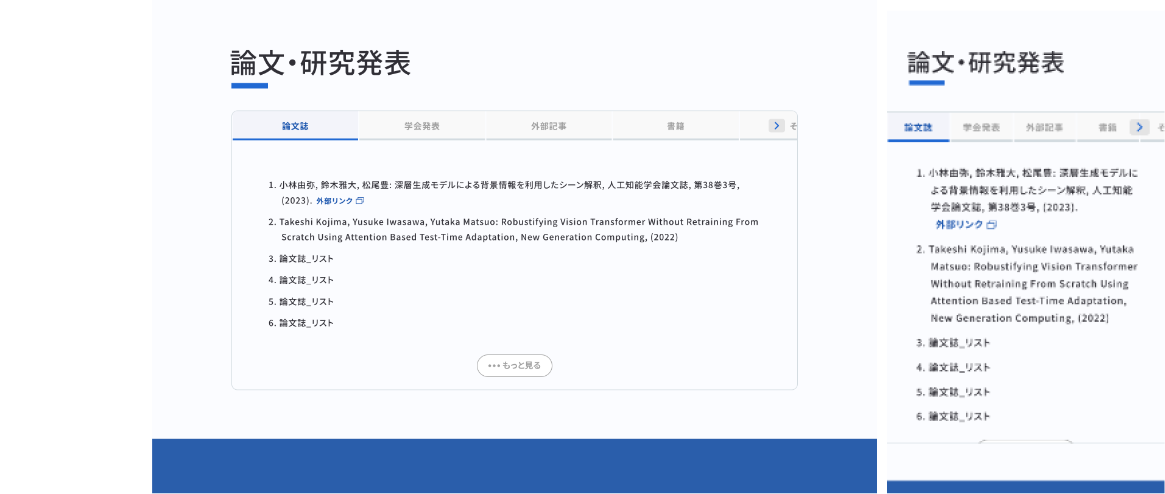 論文・研究発表
論文誌 学会発表 外部記事 書籍 そ
1. 小林由弥, 鈴木雅大, 松尾豊: 深層生成モデルによる背景情報を利用したシーン解釈, 人工知能学会論文誌, 第38巻3号,
(2023). 外部リンク
2. Takeshi Kojima, Yusuke Iwasawa, Yutaka Matsuo: Robustifying Vision Transformer Without Retraining From
Scratch Using Attention Based Test-Time Adaptation, New Generation Computing, (2022)
3. 論文誌_リスト
4. 論文誌_リスト
5. 論文誌_リスト
6. 論文誌_リスト
••• もっと見る
論文・研究発表
論文誌 学会発表 外部記事 書籍 そ
1. 小林由弥, 鈴木雅大, 松尾豊: 深層生成モデルに
よる背景情報を利用したシーン解釈, 人工知能
学会論文誌, 第38巻3号, (2023).
外部リンク
2. Takeshi Kojima, Yusuke Iwasawa, Yutaka
Matsuo: Robustifying Vision Transformer
Without Retraining From Scratch Using
Attention Based Test-Time Adaptation,
New Generation Computing, (2022)
3. 論文誌_リスト
4. 論文誌_リスト
5. 論文誌_リスト
6. 論文誌_リスト